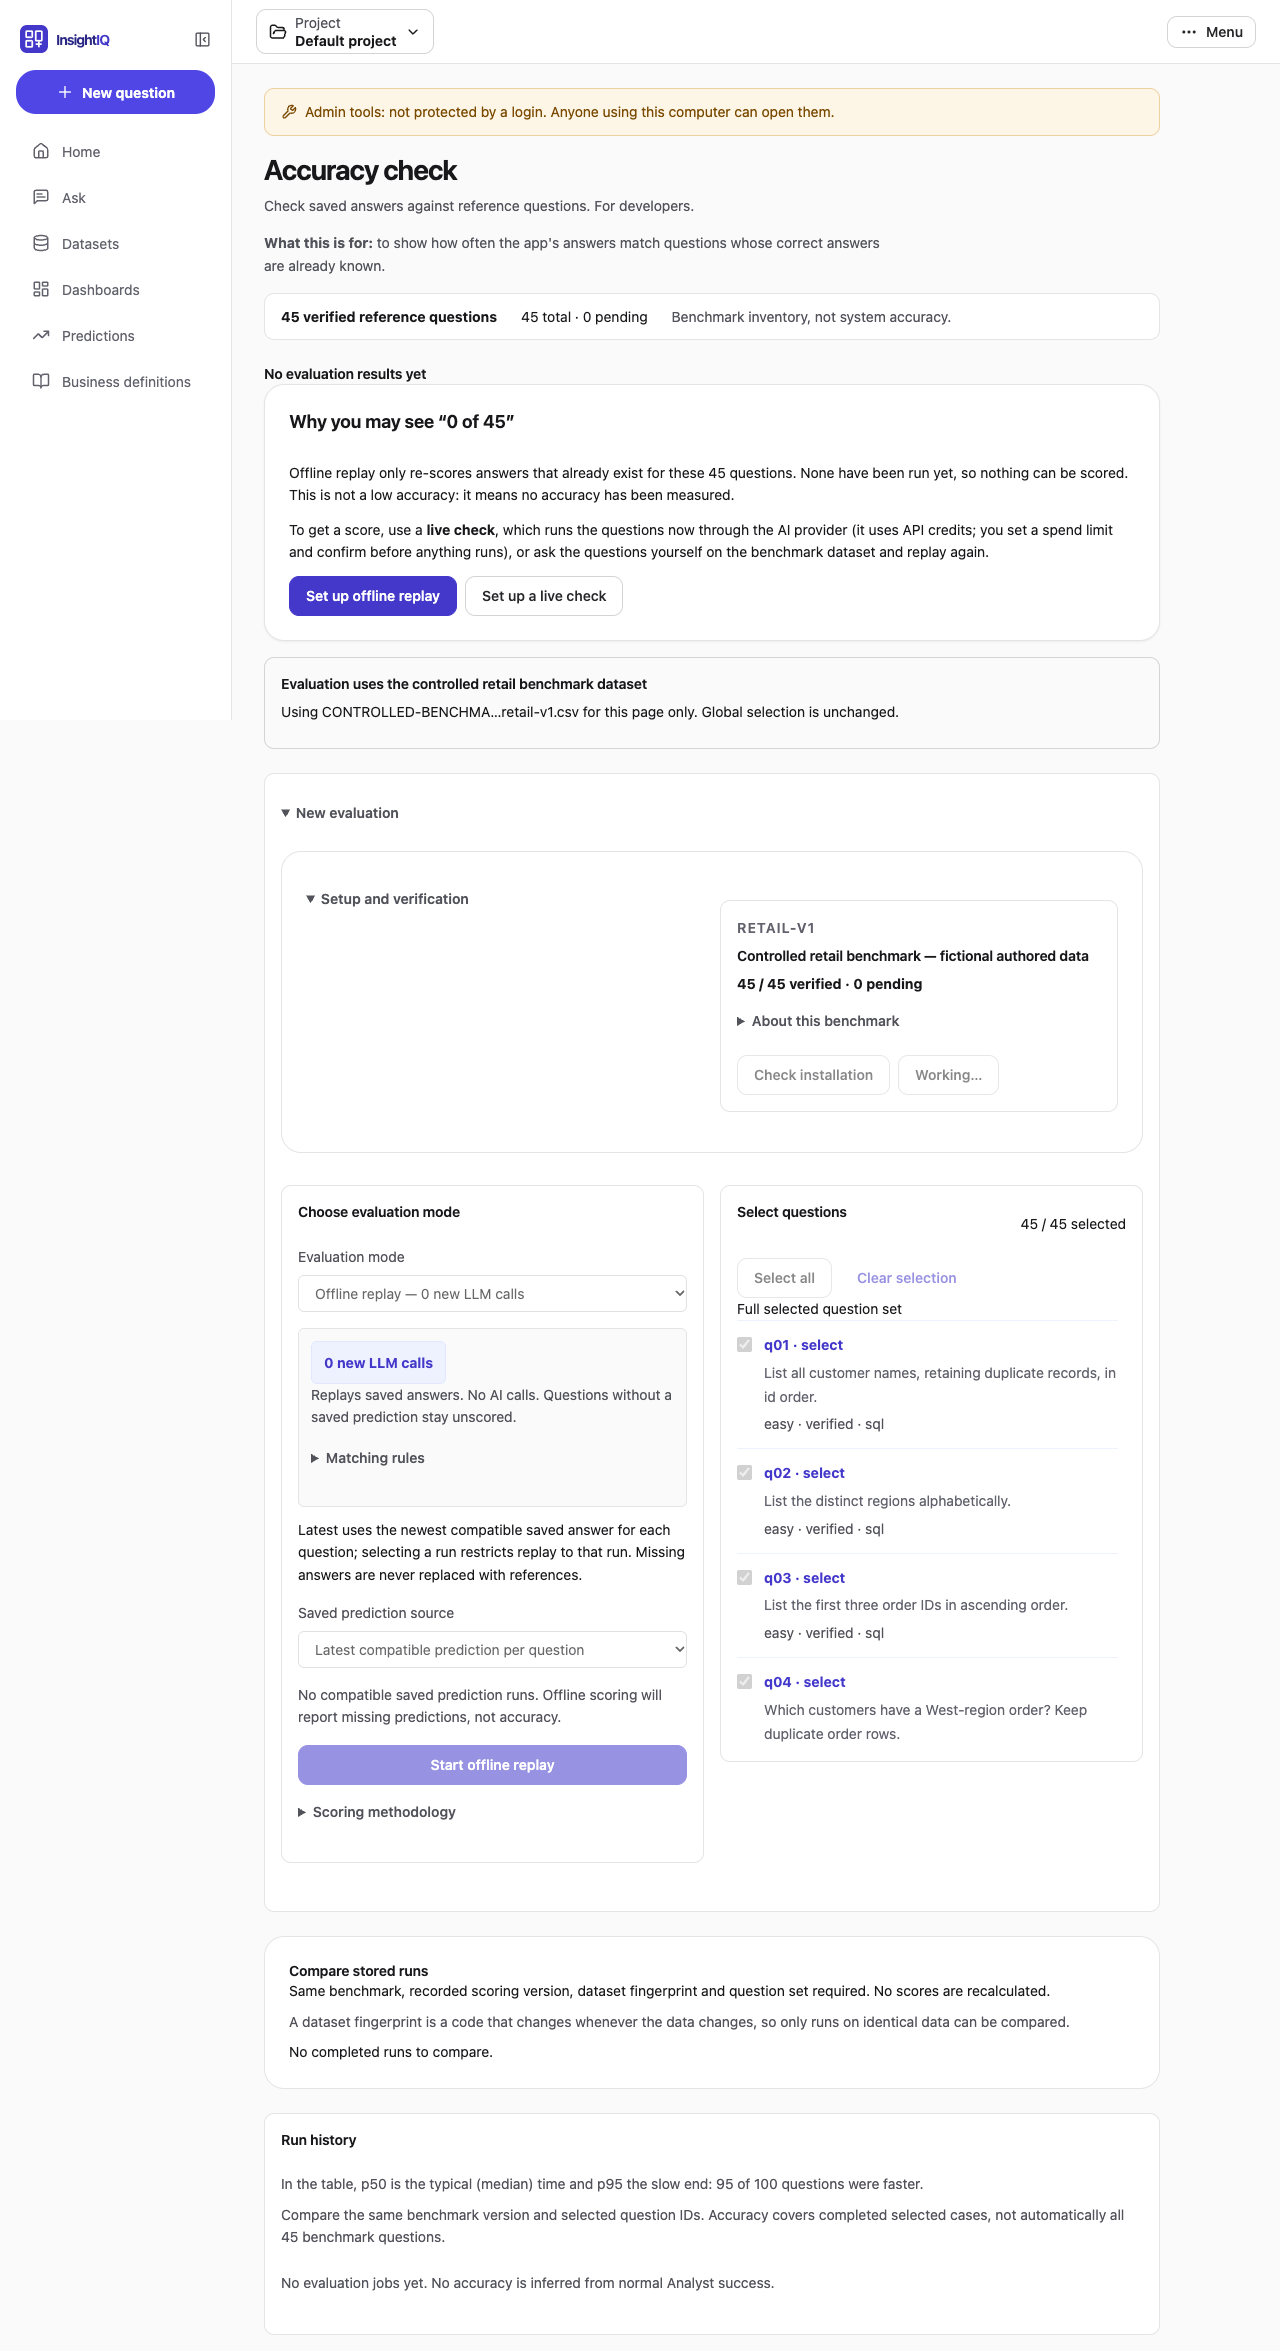 InsightIQ
New question
Home
Ask
Datasets
Dashboards
Predictions
Business definitions
Project
Default project
Menu
Admin tools: not protected by a login. Anyone using this computer can open them.
Accuracy check
Check saved answers against reference questions. For developers.
What this is for: to show how often the app's answers match questions whose correct answers
are already known.
45 verified reference questions 45 total · 0 pending Benchmark inventory, not system accuracy.
No evaluation results yet
Why you may see “0 of 45”
Offline replay only re-scores answers that already exist for these 45 questions. None have been run yet, so nothing can be scored.
This is not a low accuracy: it means no accuracy has been measured.
To get a score, use a live check, which runs the questions now through the AI provider (it uses API credits; you set a spend limit
and confirm before anything runs), or ask the questions yourself on the benchmark dataset and replay again.
Set up offline replay Set up a live check
Evaluation uses the controlled retail benchmark dataset
Using CONTROLLED-BENCHMA...retail-v1.csv for this page only. Global selection is unchanged.
New evaluation
Setup and verification
RETAIL-V1
Controlled retail benchmark — fictional authored data
45 / 45 verified · 0 pending
About this benchmark
Check installation Working...
Choose evaluation mode
Evaluation mode
Offline replay — 0 new LLM calls
0 new LLM calls
Replays saved answers. No AI calls. Questions without a
saved prediction stay unscored.
Matching rules
Latest uses the newest compatible saved answer for each
question; selecting a run restricts replay to that run. Missing
answers are never replaced with references.
Saved prediction source
Latest compatible prediction per question
No compatible saved prediction runs. Offline scoring will
report missing predictions, not accuracy.
Start offline replay
Scoring methodology
Select questions
45 / 45 selected
Select all Clear selection
Full selected question set
q01 · select
List all customer names, retaining duplicate records, in
id order.
easy · verified · sql
q02 · select
List the distinct regions alphabetically.
easy · verified · sql
q03 · select
List the first three order IDs in ascending order.
easy · verified · sql
q04 · select
Which customers have a West-region order? Keep
duplicate order rows.
Compare stored runs
Same benchmark, recorded scoring version, dataset fingerprint and question set required. No scores are recalculated.
A dataset fingerprint is a code that changes whenever the data changes, so only runs on identical data can be compared.
No completed runs to compare.
Run history
In the table, p50 is the typical (median) time and p95 the slow end: 95 of 100 questions were faster.
Compare the same benchmark version and selected question IDs. Accuracy covers completed selected cases, not automatically all
45 benchmark questions.
No evaluation jobs yet. No accuracy is inferred from normal Analyst success.